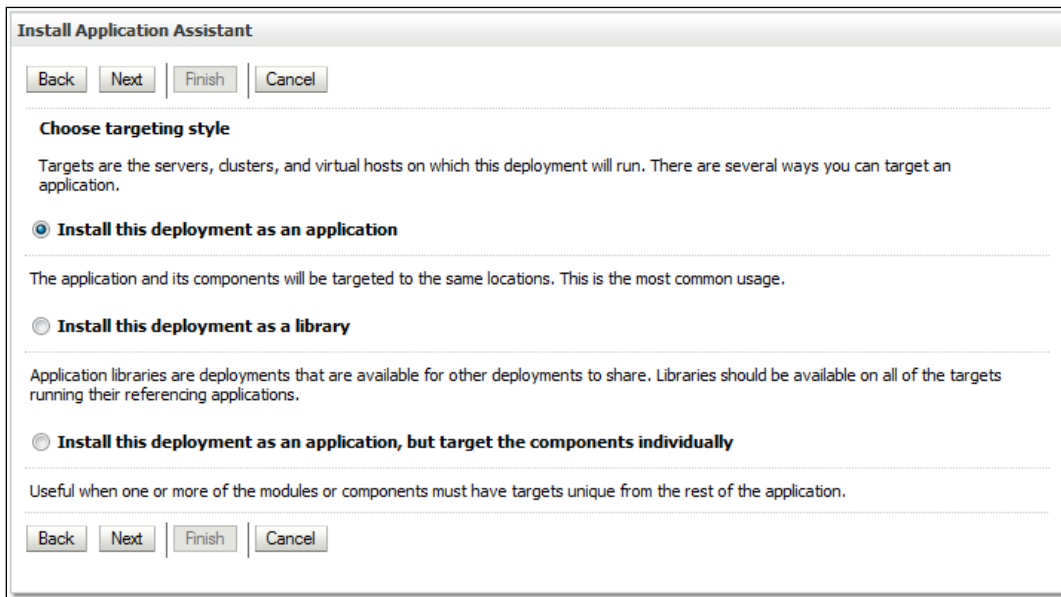 Install Application Assistant
Back Next Finish Cancel
Choose targeting style
Targets are the servers, clusters, and virtual hosts on which this deployment will run. There are several ways you can target an
application.
Install this deployment as an application
The application and its components will be targeted to the same locations. This is the most common usage.
Install this deployment as a library
Application libraries are deployments that are available for other deployments to share. Libraries should be available on all of the targets
running their referencing applications.
Install this deployment as an application, but target the components individually
Useful when one or more of the modules or components must have targets unique from the rest of the application.
Back Next Finish Cancel